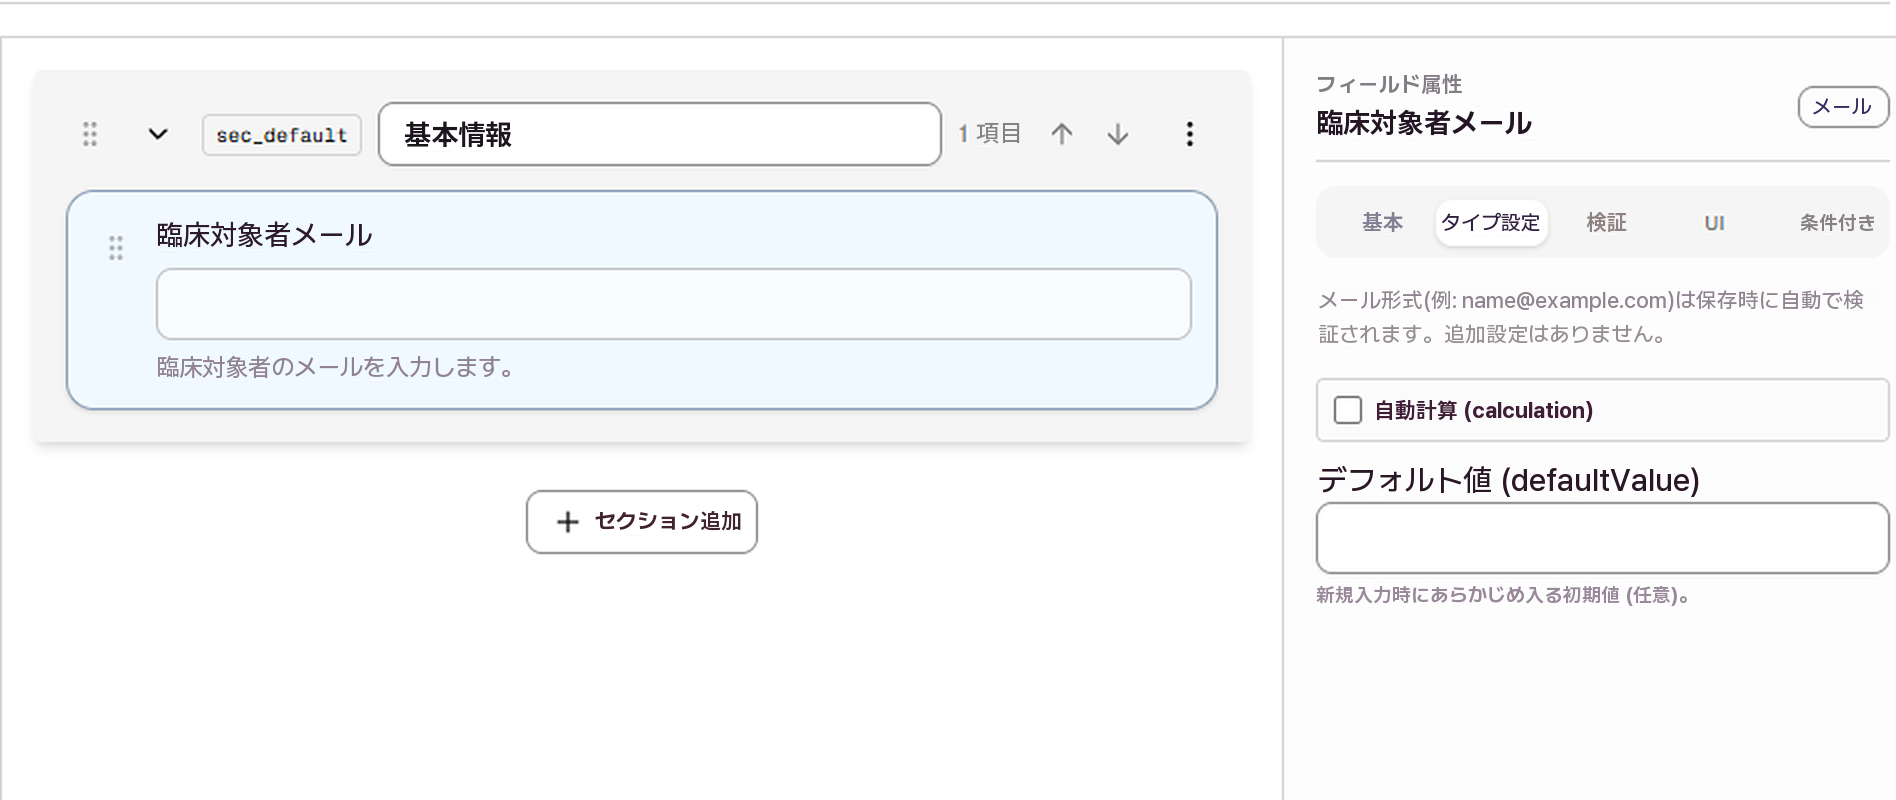 sec_default
基本情報
1 項目
臨床対象者メール
臨床対象者のメールを入力します。
セクション追加
フィールド属性
臨床対象者メール
メール
基本 タイプ設定 検証 UI 条件付き
メール形式(例: name@example.com)は保存時に自動で検
証されます。追加設定はありません。
自動計算 (calculation)
デフォルト値 (defaultValue)
新規入力時にあらかじめ入る初期値 (任意)。